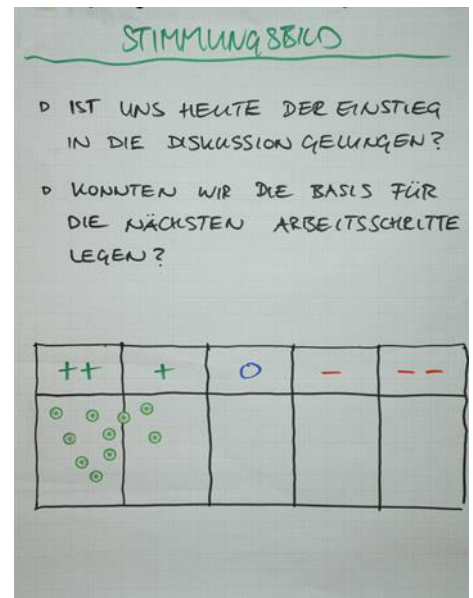 STIMMUNGSBILD
▷ IST UNS HEUTE DER EINSTIEG
IN DIE DISKUSSION GELUNGEN?
▷ KONNTEN WIR DIE BASIS FÜR
DIE NÄCHSTEN ARBEITSSCHRITTE
LEGEN?
++ + O − −−